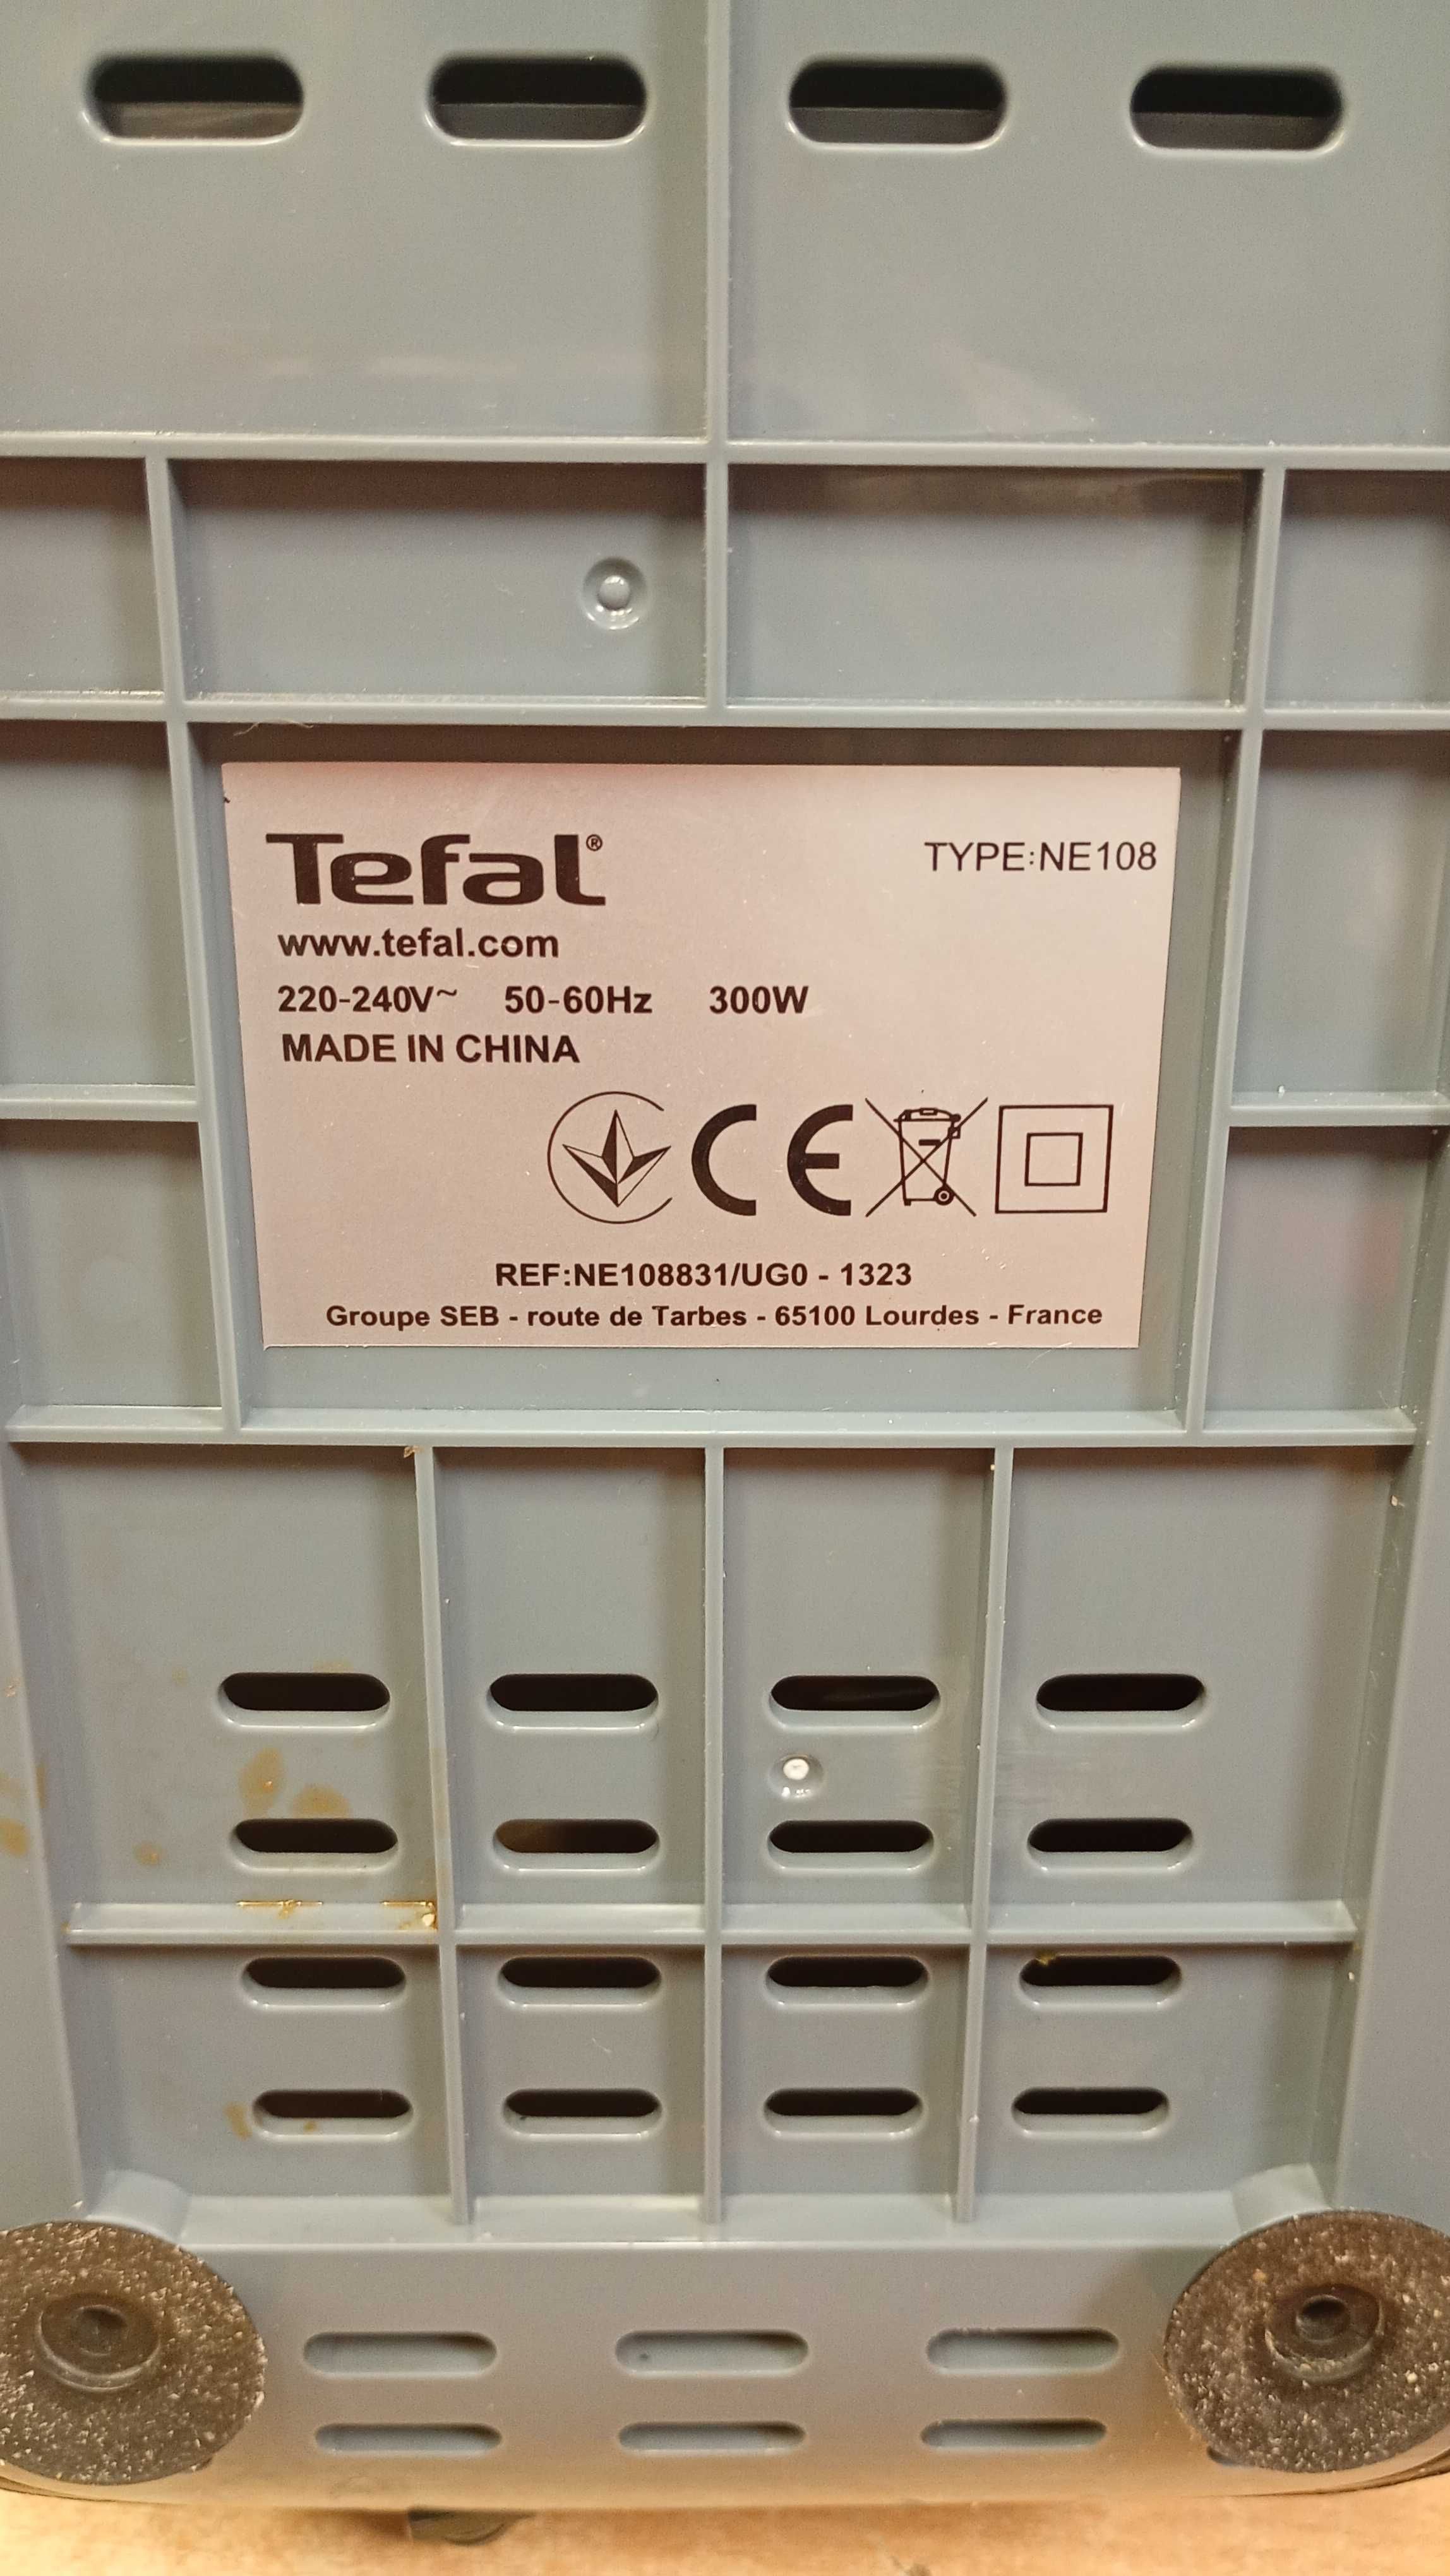 Tefal®
TYPE:NE108
www.tefal.com
220-240V~ 50-60Hz 300W
MADE IN CHINA
CE
REF:NE108831/UG0 - 1323
Groupe SEB - route de Tarbes - 65100 Lourdes - France